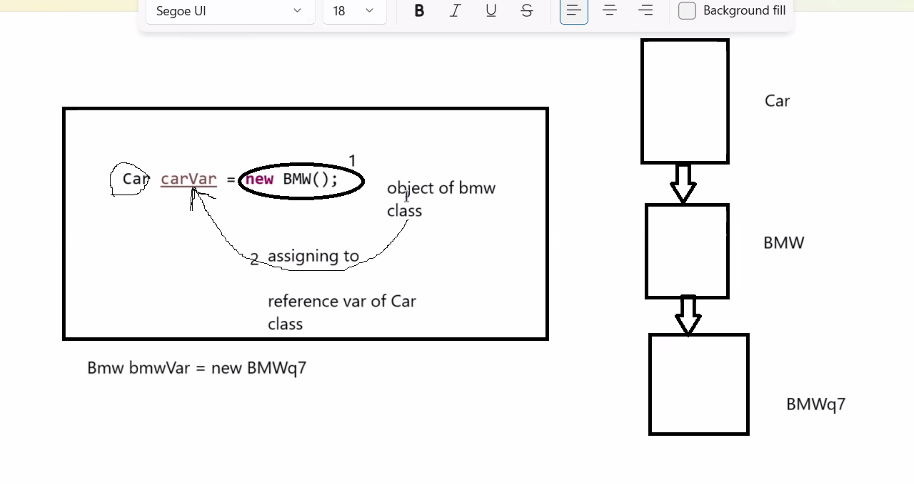 Segoe UI 18 B I U S Background fill
Car
1
Car carVar = new BMW();
object of bmw
class
2 assigning to
BMW
reference var of Car
class
Bmw bmwVar = new BMWq7
BMWq7